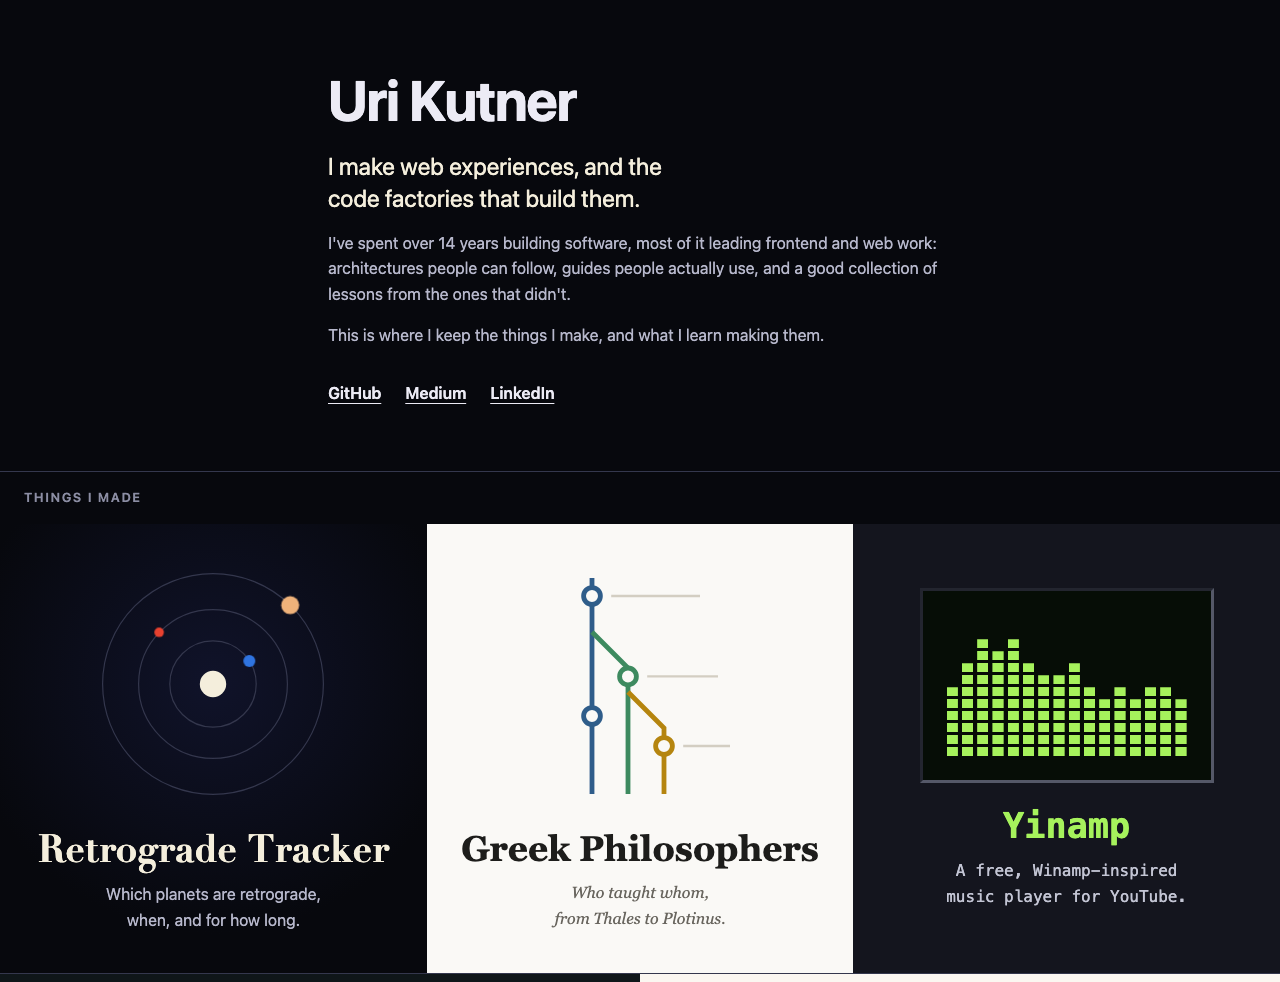 Uri Kutner
I make web experiences, and the
code factories that build them.
I've spent over 14 years building software, most of it leading frontend and web work:
architectures people can follow, guides people actually use, and a good collection of
lessons from the ones that didn't.
This is where I keep the things I make, and what I learn making them.
GitHub Medium LinkedIn
THINGS I MADE
Retrograde Tracker
Which planets are retrograde,
when, and for how long.
Greek Philosophers
Who taught whom,
from Thales to Plotinus.
Yinamp
A free, Winamp-inspired
music player for YouTube.